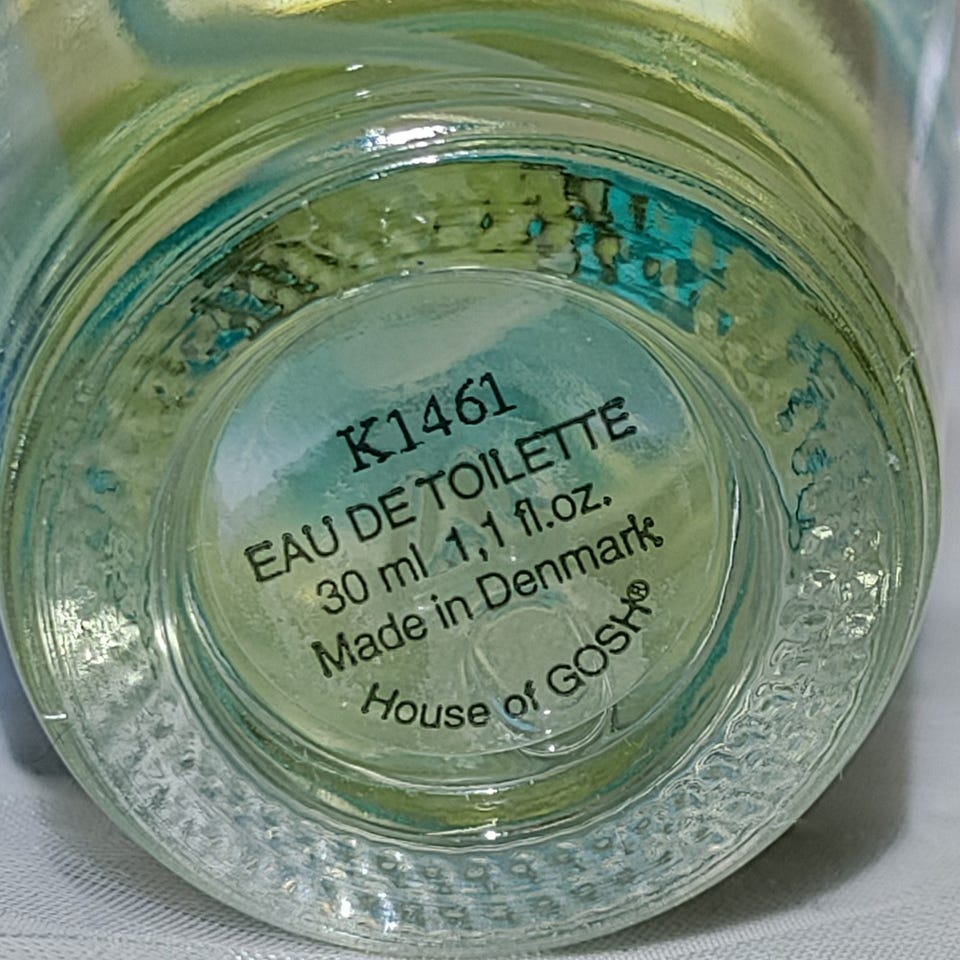 K1461
EAU DE TOILETTE
30 ml 1,1 fl.oz.
Made in Denmark
House of GOSH®